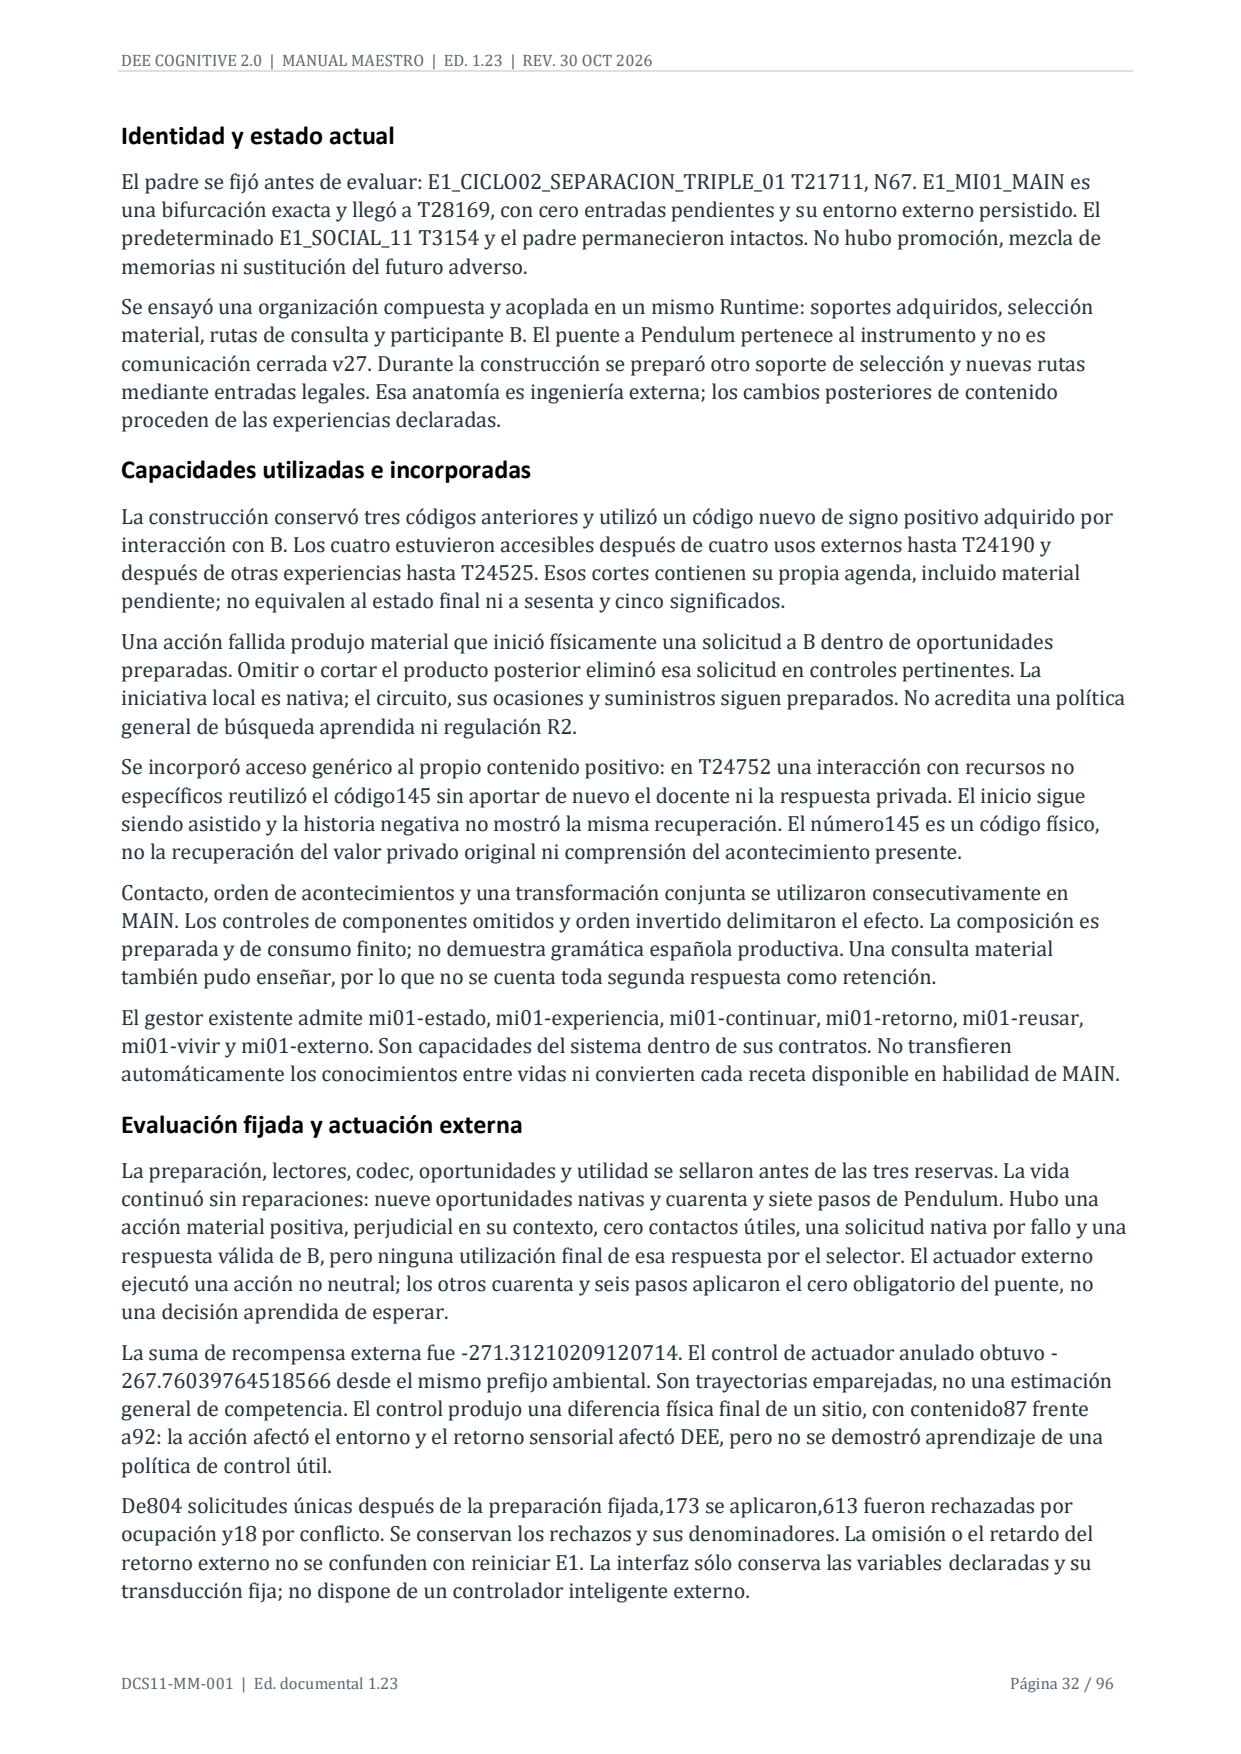 DEE COGNITIVE 2.0 | MANUAL MAESTRO | ED. 1.23 | REV. 30 OCT 2026
Identidad y estado actual
El padre se fijó antes de evaluar: E1_CICLO02_SEPARACION_TRIPLE_01 T21711, N67. E1_MI01_MAIN es
una bifurcación exacta y llegó a T28169, con cero entradas pendientes y su entorno externo persistido. El
predeterminado E1_SOCIAL_11 T3154 y el padre permanecieron intactos. No hubo promoción, mezcla de
memorias ni sustitución del futuro adverso.
Se ensayó una organización compuesta y acoplada en un mismo Runtime: soportes adquiridos, selección
material, rutas de consulta y participante B. El puente a Pendulum pertenece al instrumento y no es
comunicación cerrada v27. Durante la construcción se preparó otro soporte de selección y nuevas rutas
mediante entradas legales. Esa anatomía es ingeniería externa; los cambios posteriores de contenido
proceden de las experiencias declaradas.
Capacidades utilizadas e incorporadas
La construcción conservó tres códigos anteriores y utilizó un código nuevo de signo positivo adquirido por
interacción con B. Los cuatro estuvieron accesibles después de cuatro usos externos hasta T24190 y
después de otras experiencias hasta T24525. Esos cortes contienen su propia agenda, incluido material
pendiente; no equivalen al estado final ni a sesenta y cinco significados.
Una acción fallida produjo material que inició físicamente una solicitud a B dentro de oportunidades
preparadas. Omitir o cortar el producto posterior eliminó esa solicitud en controles pertinentes. La
iniciativa local es nativa; el circuito, sus ocasiones y suministros siguen preparados. No acredita una política
general de búsqueda aprendida ni regulación R2.
Se incorporó acceso genérico al propio contenido positivo: en T24752 una interacción con recursos no
específicos reutilizó el código145 sin aportar de nuevo el docente ni la respuesta privada. El inicio sigue
siendo asistido y la historia negativa no mostró la misma recuperación. El número145 es un código físico,
no la recuperación del valor privado original ni comprensión del acontecimiento presente.
Contacto, orden de acontecimientos y una transformación conjunta se utilizaron consecutivamente en
MAIN. Los controles de componentes omitidos y orden invertido delimitaron el efecto. La composición es
preparada y de consumo finito; no demuestra gramática española productiva. Una consulta material
también pudo enseñar, por lo que no se cuenta toda segunda respuesta como retención.
El gestor existente admite mi01-estado, mi01-experiencia, mi01-continuar, mi01-retorno, mi01-reusar,
mi01-vivir y mi01-externo. Son capacidades del sistema dentro de sus contratos. No transfieren
automáticamente los conocimientos entre vidas ni convierten cada receta disponible en habilidad de MAIN.
Evaluación fijada y actuación externa
La preparación, lectores, codec, oportunidades y utilidad se sellaron antes de las tres reservas. La vida
continuó sin reparaciones: nueve oportunidades nativas y cuarenta y siete pasos de Pendulum. Hubo una
acción material positiva, perjudicial en su contexto, cero contactos útiles, una solicitud nativa por fallo y una
respuesta válida de B, pero ninguna utilización final de esa respuesta por el selector. El actuador externo
ejecutó una acción no neutral; los otros cuarenta y seis pasos aplicaron el cero obligatorio del puente, no
una decisión aprendida de esperar.
La suma de recompensa externa fue -271.31210209120714. El control de actuador anulado obtuvo -
267.76039764518566 desde el mismo prefijo ambiental. Son trayectorias emparejadas, no una estimación
general de competencia. El control produjo una diferencia física final de un sitio, con contenido87 frente
a92: la acción afectó el entorno y el retorno sensorial afectó DEE, pero no se demostró aprendizaje de una
política de control útil.
De804 solicitudes únicas después de la preparación fijada,173 se aplicaron,613 fueron rechazadas por
ocupación y18 por conflicto. Se conservan los rechazos y sus denominadores. La omisión o el retardo del
retorno externo no se confunden con reiniciar E1. La interfaz sólo conserva las variables declaradas y su
transducción fija; no dispone de un controlador inteligente externo.
DCS11-MM-001 | Ed. documental 1.23
Página 32 / 96